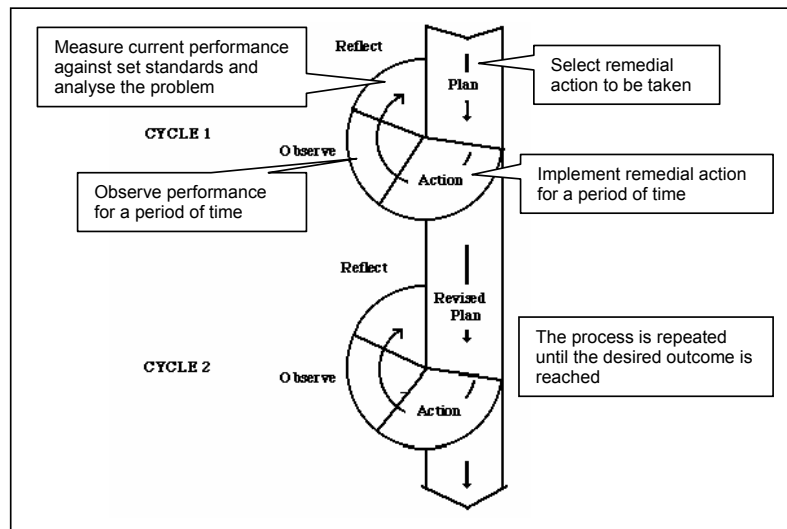 Measure current performance
against set standards and
analyse the problem
Reflect
Plan
Select remedial
action to be taken
CYCLE 1
Observe
Action
Observe performance
for a period of time
Implement remedial action
for a period of time
Reflect
Revised
Plan
CYCLE 2
Observe
Action
The process is repeated
until the desired outcome is
reached